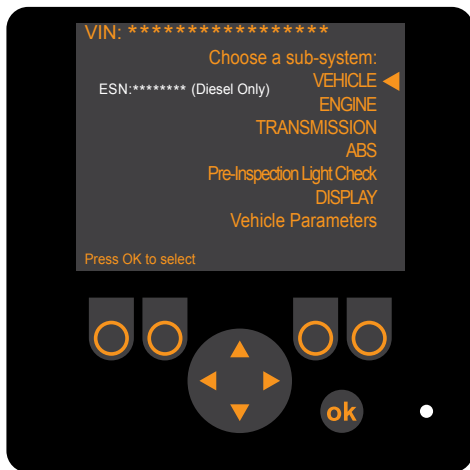 VIN: *****************
Choose a sub-system:
VEHICLE
ESN:******** (Diesel Only)
ENGINE
TRANSMISSION
ABS
Pre-Inspection Light Check
DISPLAY
Vehicle Parameters
Press OK to select
ok